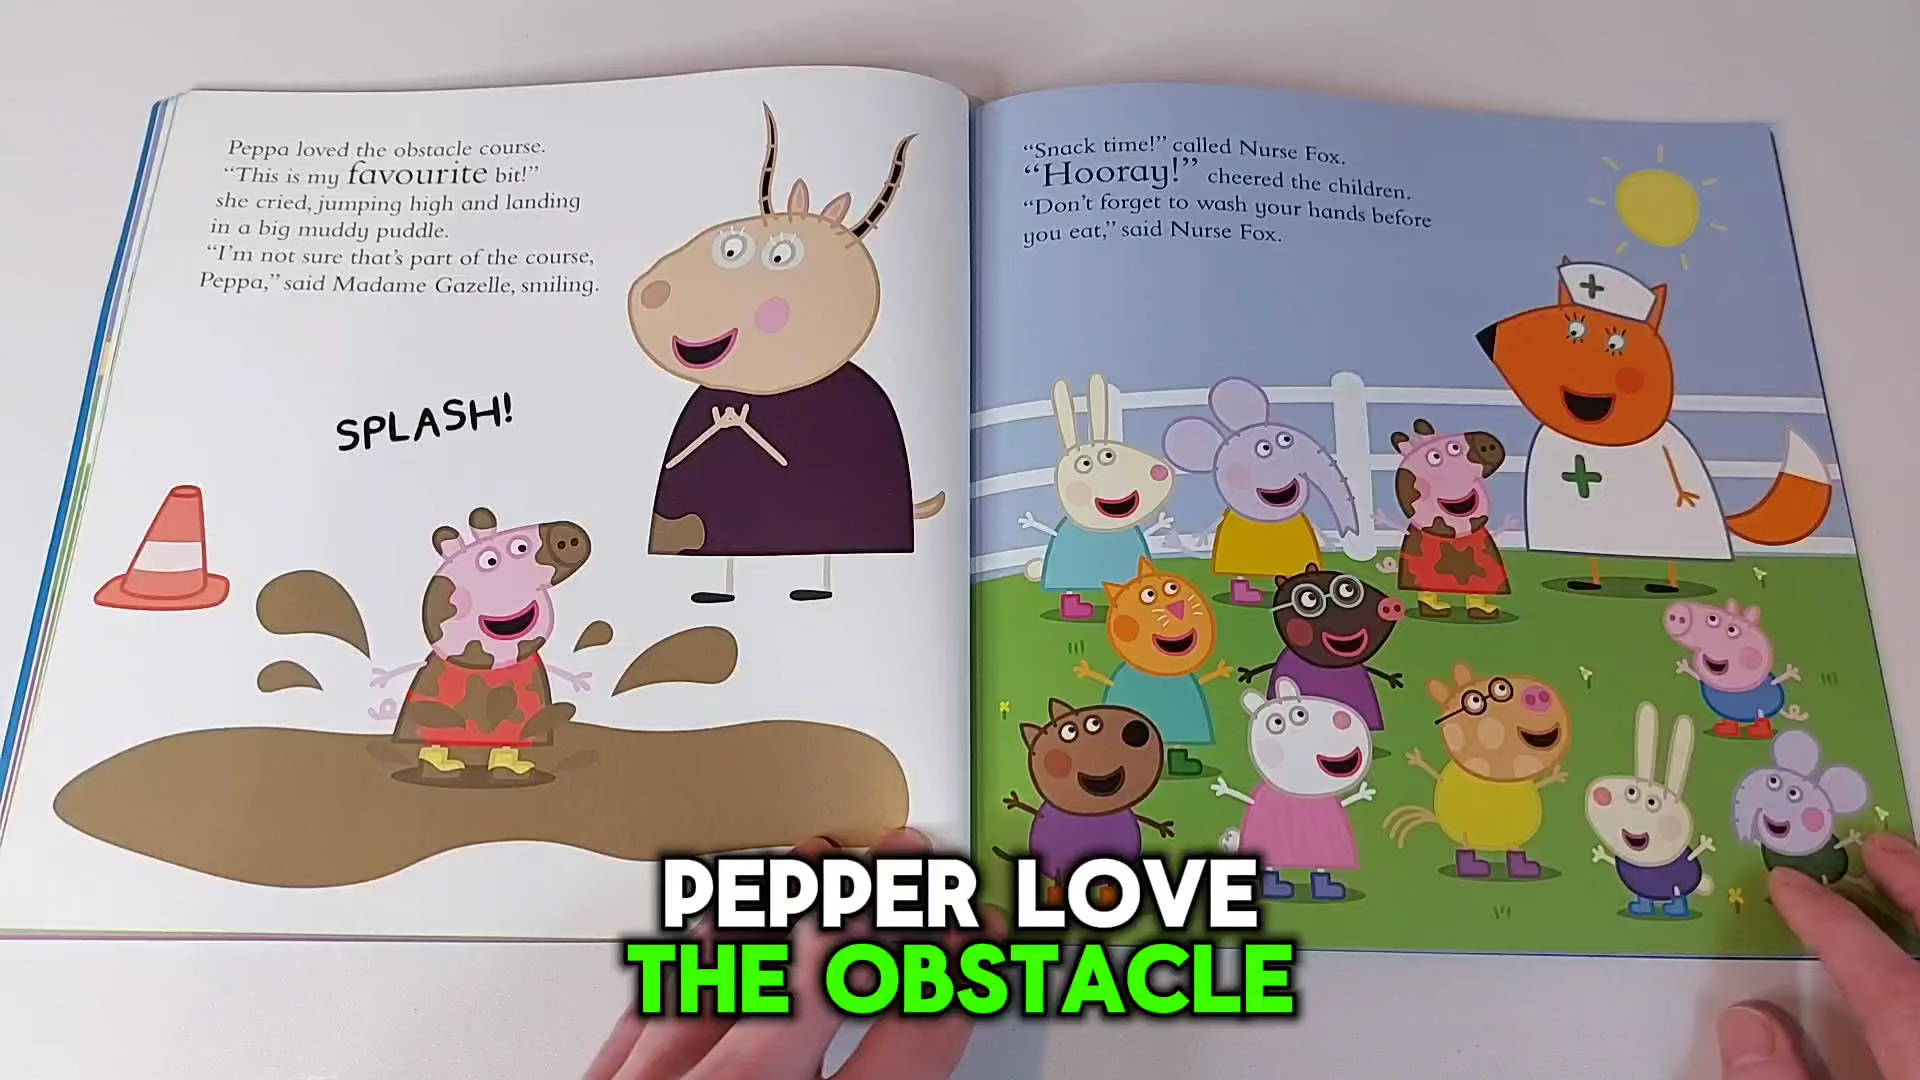 Peppa loved the obstacle course.
“This is my favourite bit!”
she cried, jumping high and landing
in a big muddy puddle.
“I’m not sure that’s part of the course,
Peppa,” said Madame Gazelle, smiling.
SPLASH!
“Snack time!” called Nurse Fox.
“Hooray!” cheered the children.
“Don’t forget to wash your hands before
you eat,” said Nurse Fox.
PEPPER LOVE
THE OBSTACLE